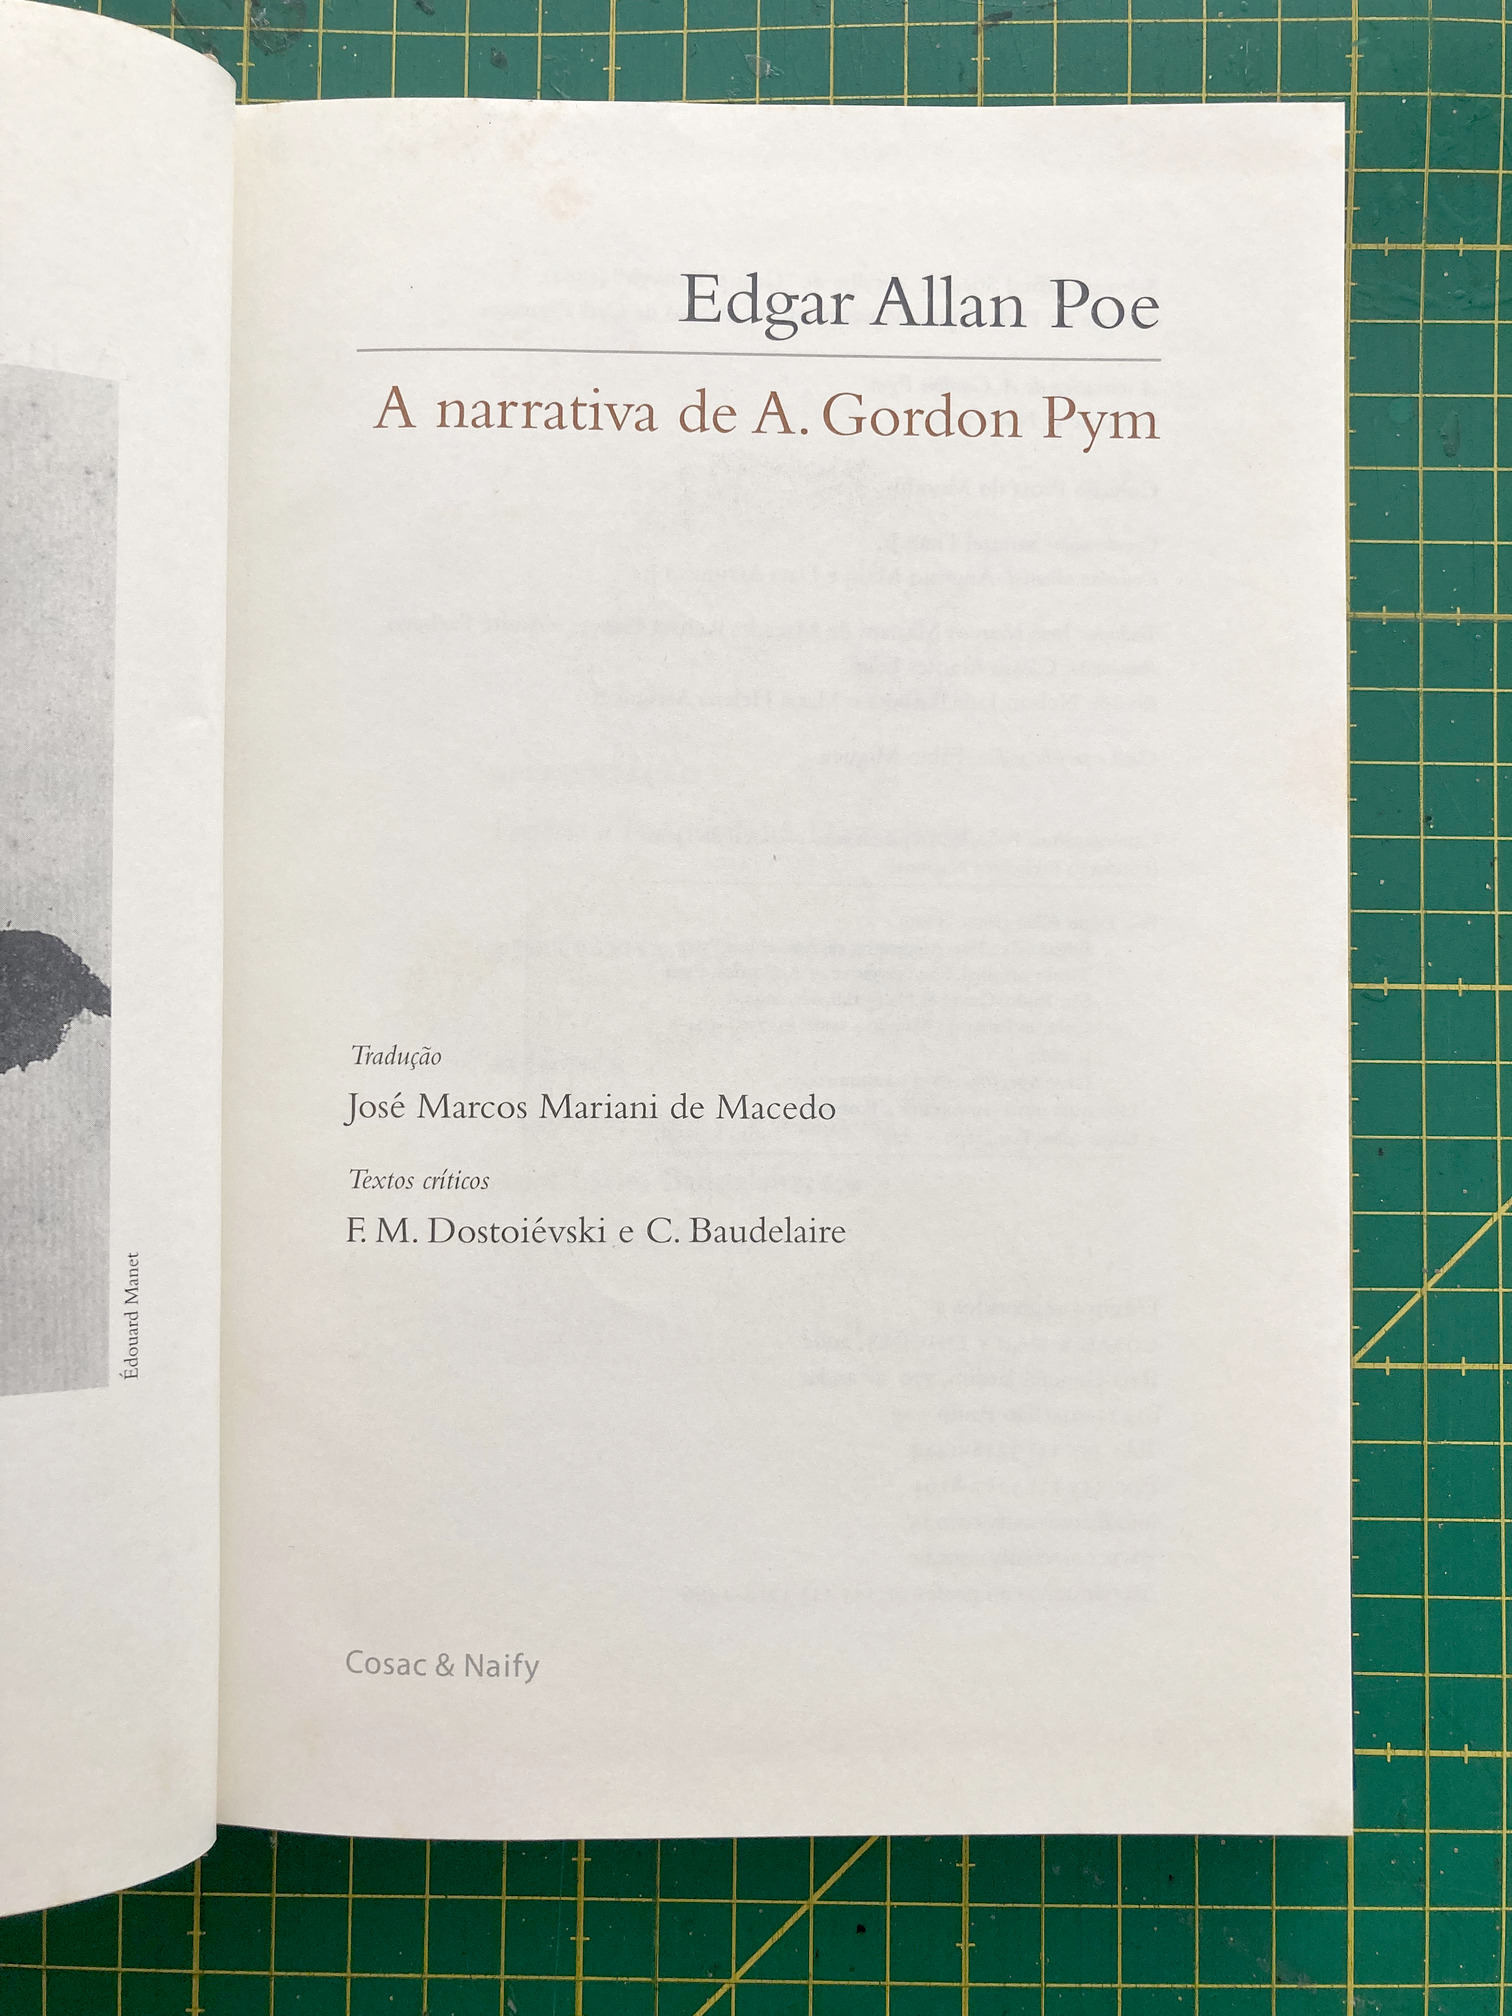 Édouard Manet
Edgar Allan Poe
A narrativa de A. Gordon Pym
Tradução
José Marcos Mariani de Macedo
Textos críticos
F. M. Dostoiévski e C. Baudelaire
Cosac & Naify